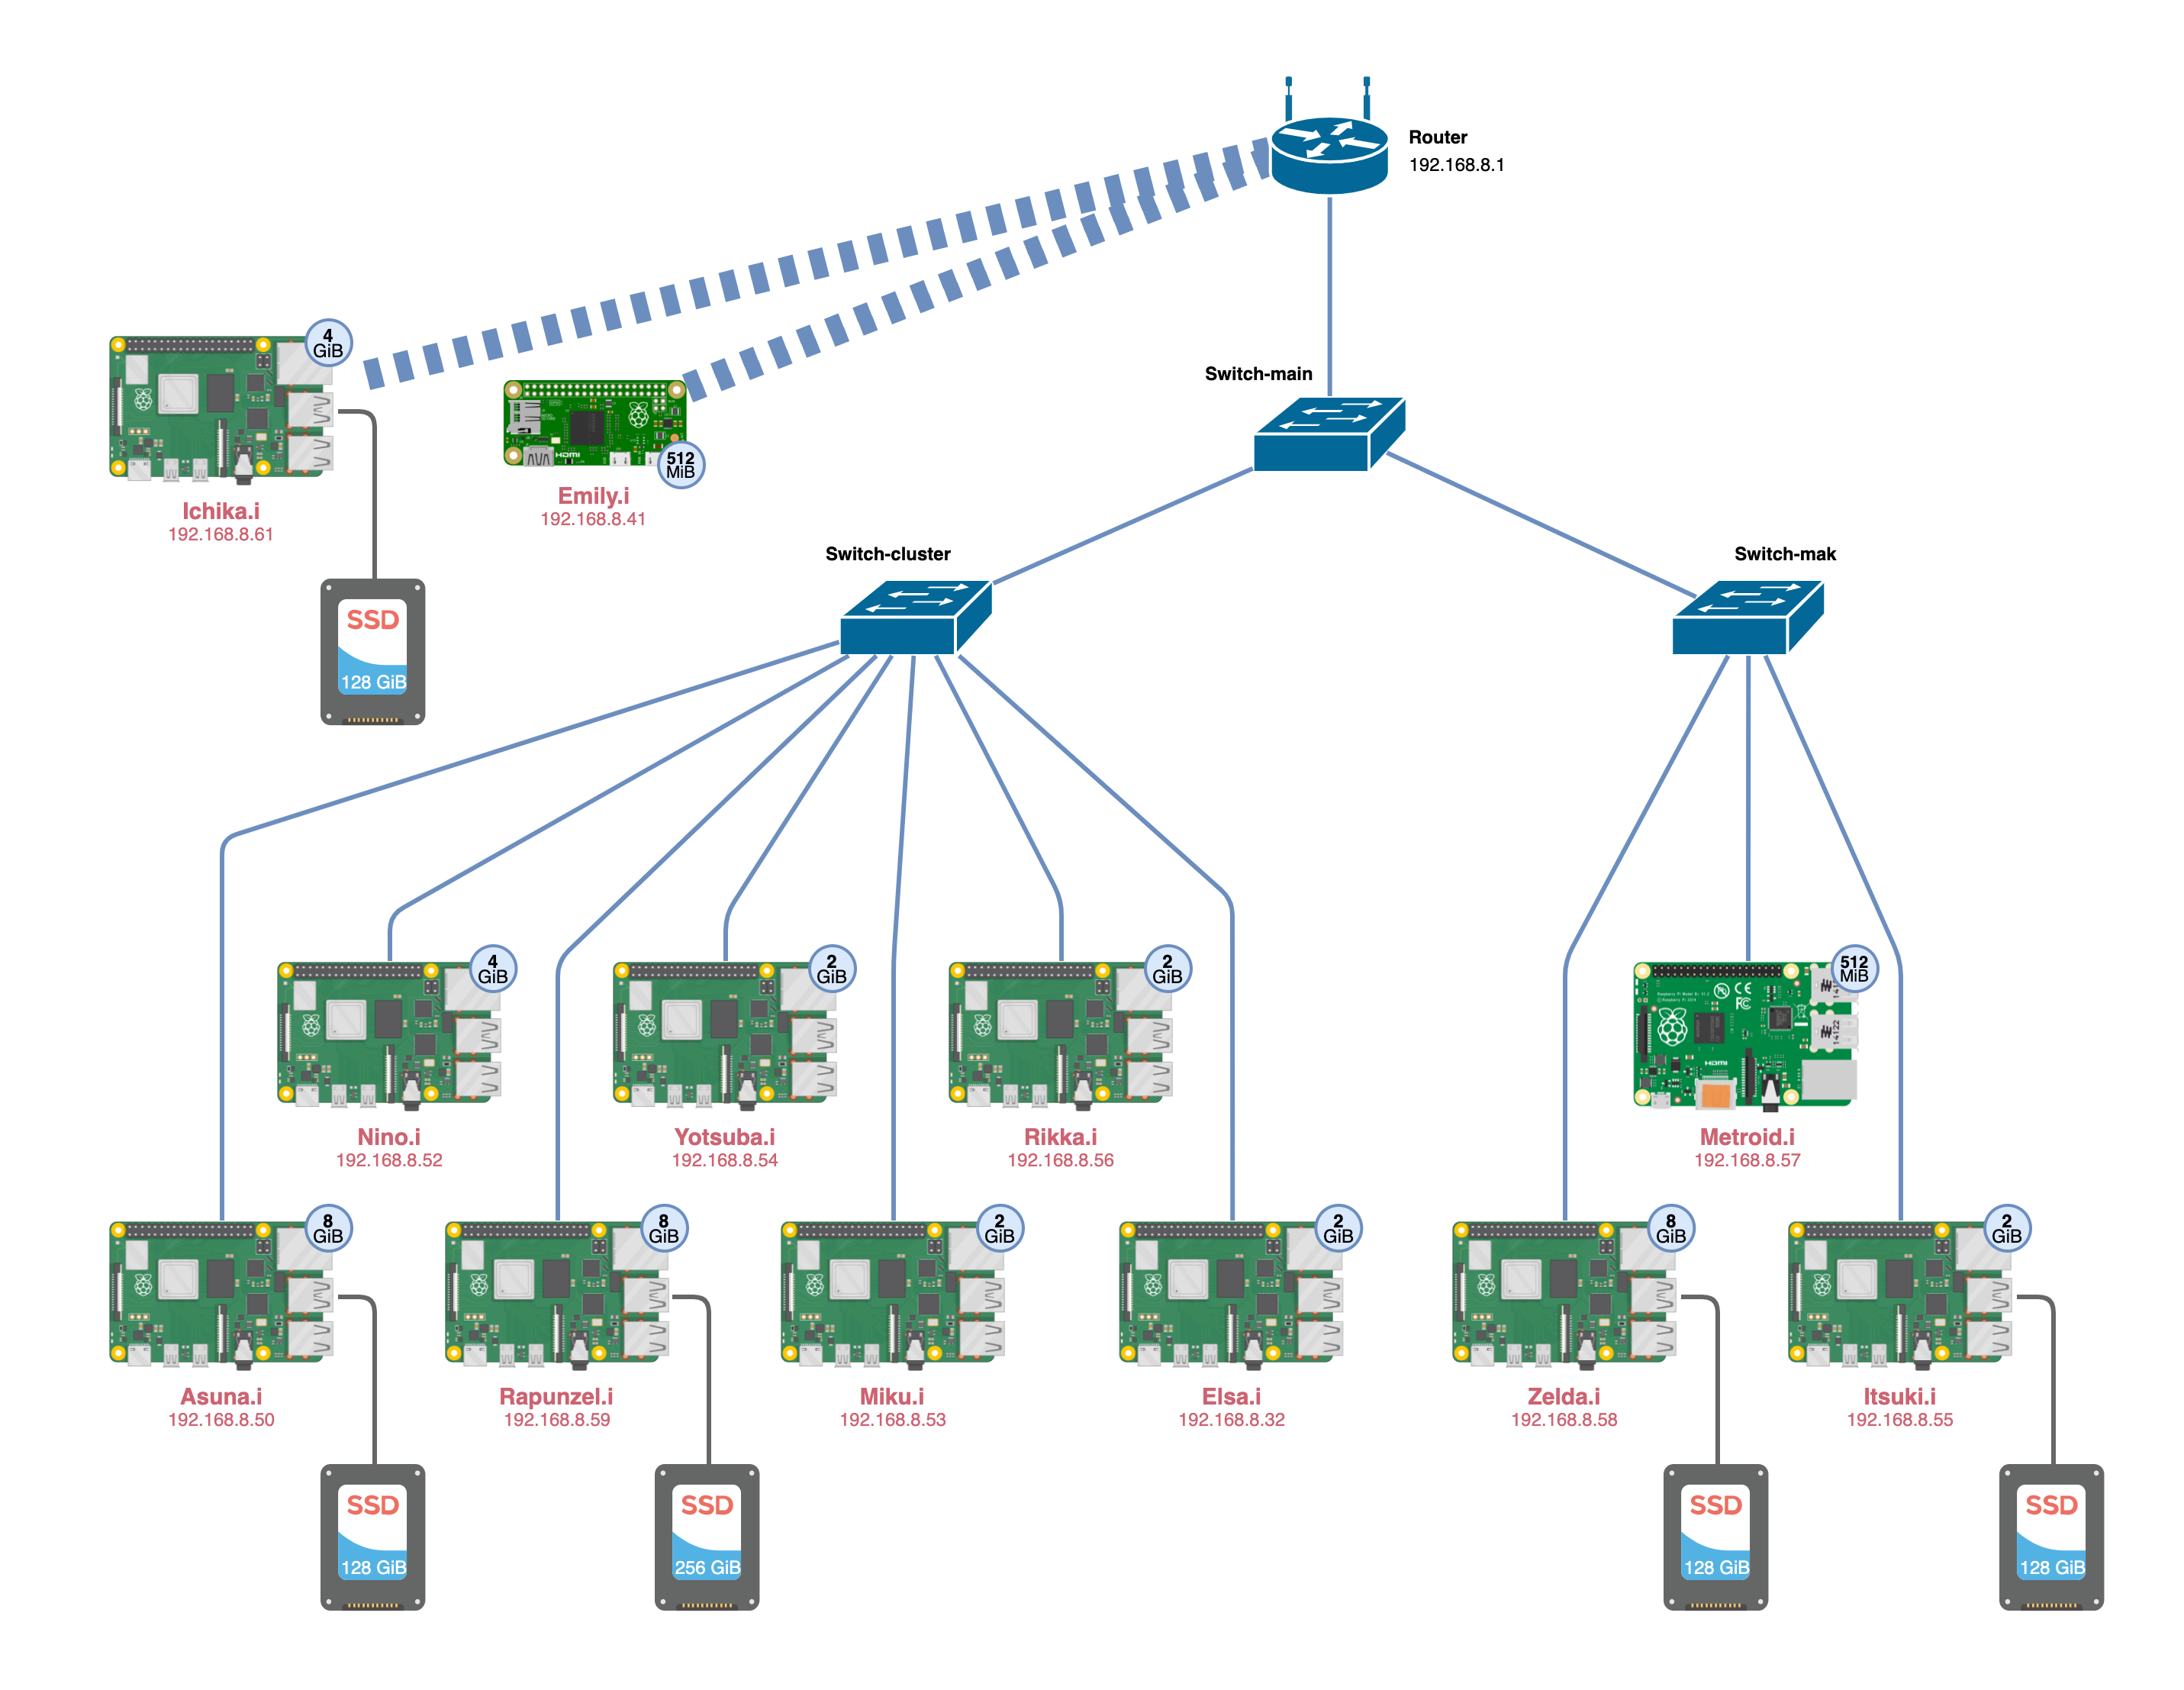 Router
192.168.8.1
Switch-main
4
GiB
HDMI
512
MiB
Ichika.i
192.168.8.61
Emily.i
192.168.8.41
Switch-cluster
Switch-mak
SSD
128 GiB
4
GiB
2
GiB
2
GiB
512
MiB
HDMI
Nino.i
192.168.8.52
Yotsuba.i
192.168.8.54
Rikka.i
192.168.8.56
Metroid.i
192.168.8.57
8
GiB
8
GiB
2
GiB
2
GiB
8
GiB
2
GiB
Asuna.i
192.168.8.50
Rapunzel.i
192.168.8.59
Miku.i
192.168.8.53
Elsa.i
192.168.8.32
Zelda.i
192.168.8.58
Itsuki.i
192.168.8.55
SSD
128 GiB
SSD
256 GiB
SSD
128 GiB
SSD
128 GiB